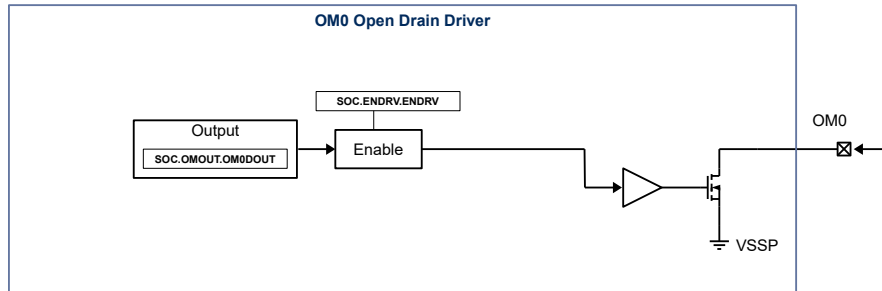 OM0 Open Drain Driver
SOC.ENDRV.ENDRV
Output
SOC.OMOUT.OM0DOUT
Enable
OM0
VSSP